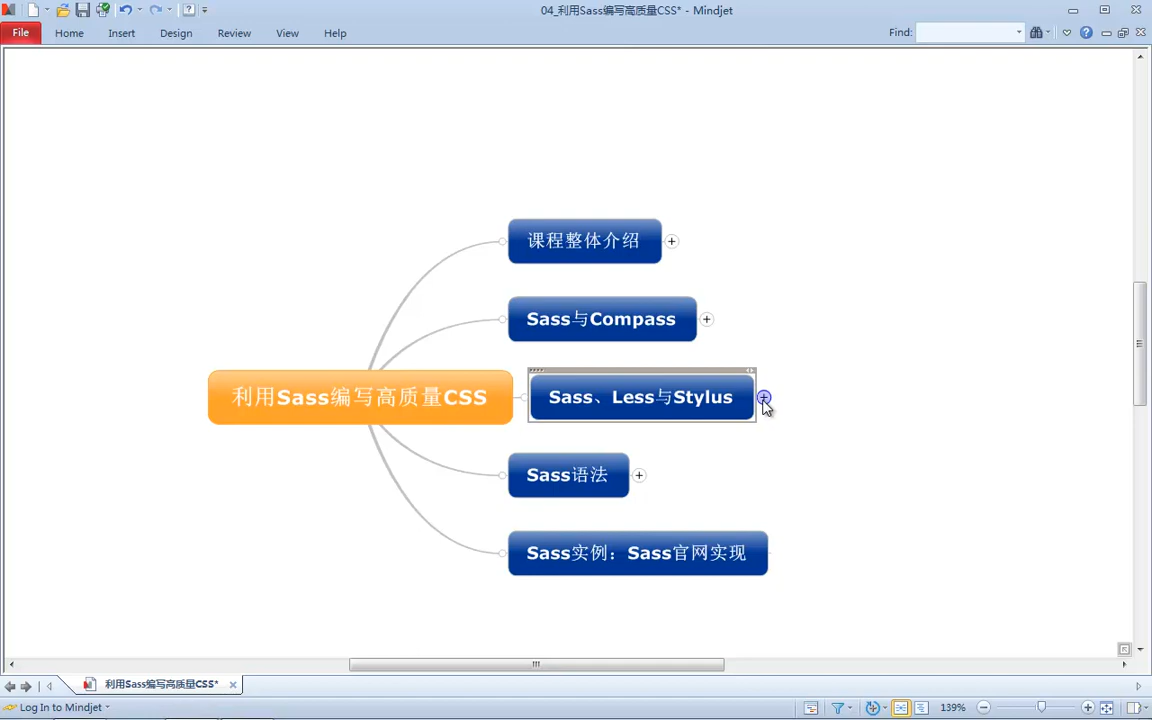 04_利用Sass编写高质量CSS* - Mindjet
File Home Insert Design Review View Help Find:
课程整体介绍
Sass与Compass
利用Sass编写高质量CSS
Sass、Less与Stylus
Sass语法
Sass实例：Sass官网实现
利用Sass编写高质量CSS*
Log In to Mindjet
139%